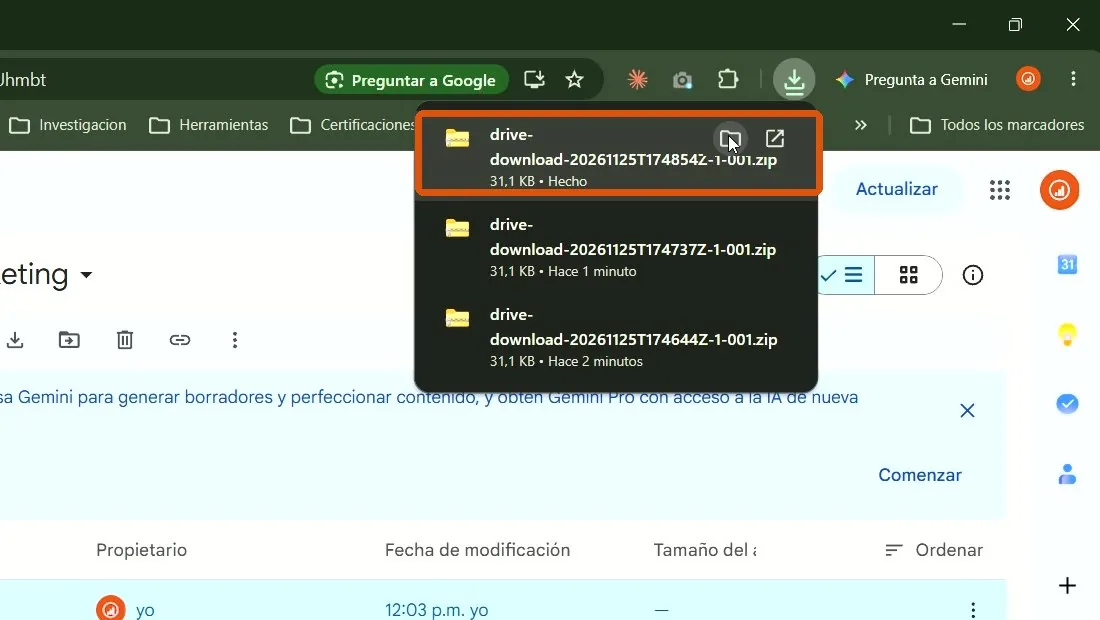 Jhmbt
Preguntar a Google
Pregunta a Gemini
Investigacion
Herramientas
Certificaciones
Todos los marcadores
drive-
download-20261125T174854Z-1-001.zip
31,1 KB • Hecho
drive-
download-20261125T174737Z-1-001.zip
31,1 KB • Hace 1 minuto
drive-
download-20261125T174644Z-1-001.zip
31,1 KB • Hace 2 minutos
Actualizar
eting
31
sa Gemini para generar borradores y perfeccionar contenido, y obtén Gemini Pro con acceso a la IA de nueva
Comenzar
Propietario
Fecha de modificación
Tamaño del
Ordenar
yo
12:03 p.m. yo
—